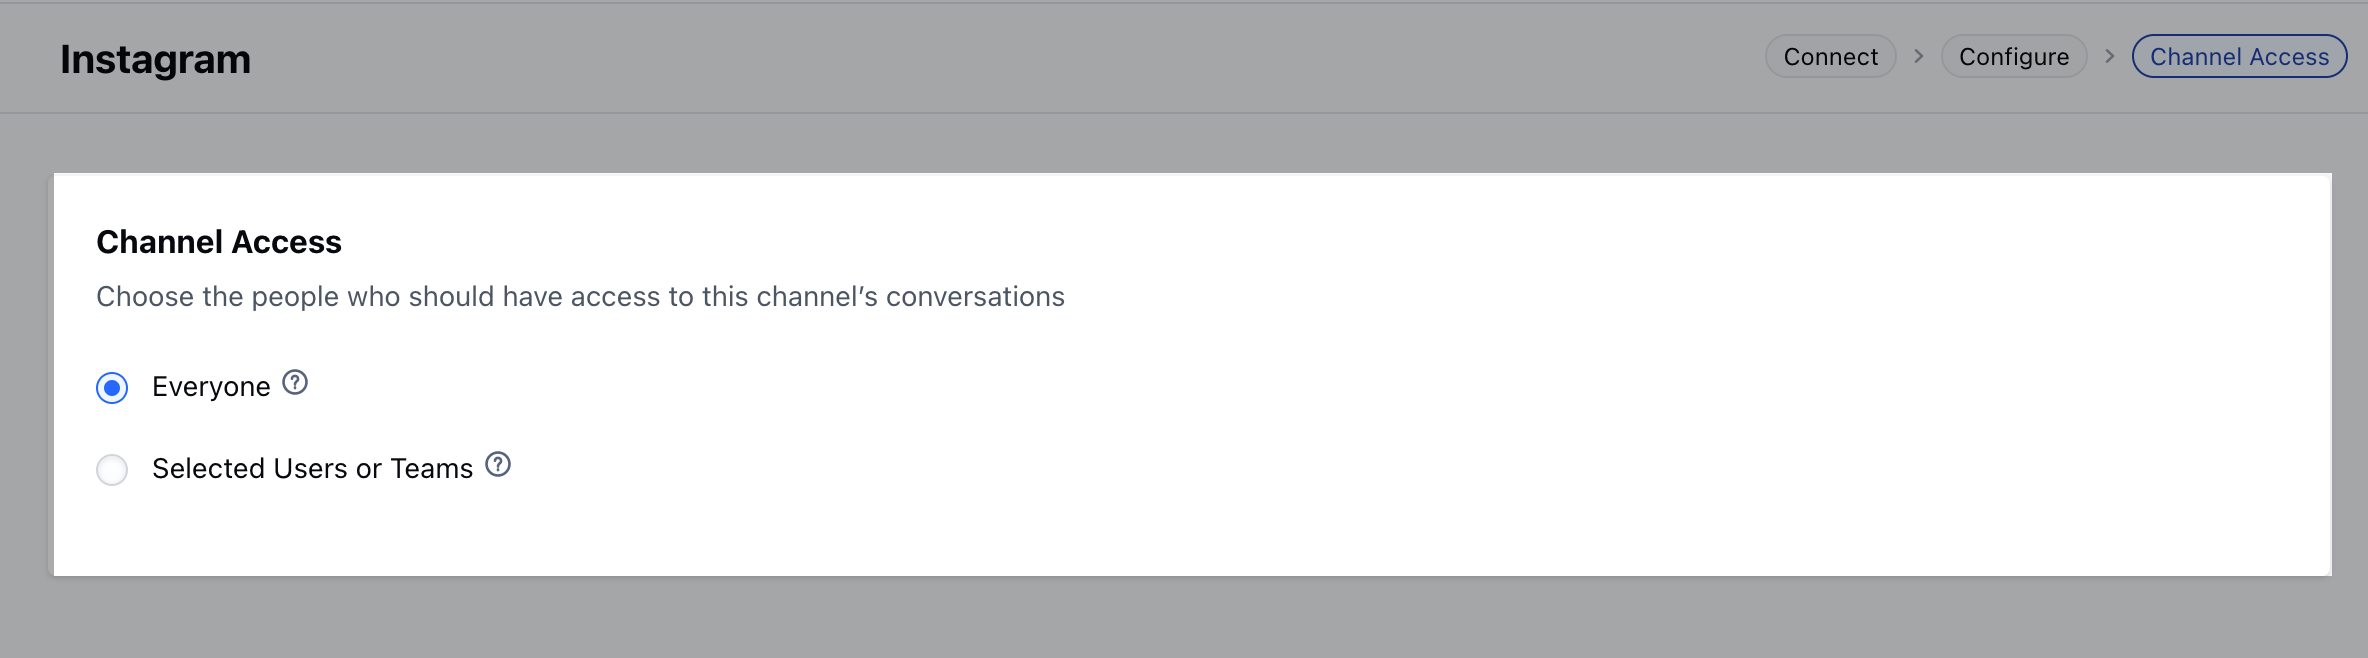 Instagram
Connect > Configure > Channel Access
Channel Access
Choose the people who should have access to this channel’s conversations
Everyone ?
Selected Users or Teams ?